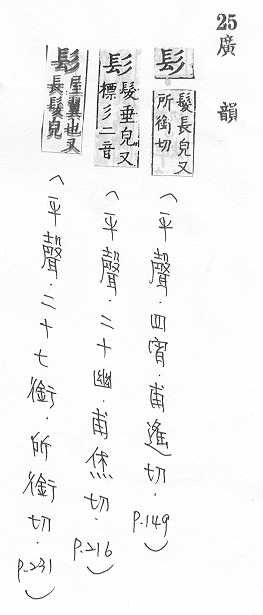 25 廣韻
髟 髮長皃又
所銜切
（平聲．四宵．甫遙切．p.149）
髟 髮垂皃又
標彡二音
（平聲．二十幽．甫烋切．p.216）
髟 屋翼也又
長髮皃
（平聲．二十七銜．所銜切．p.231）